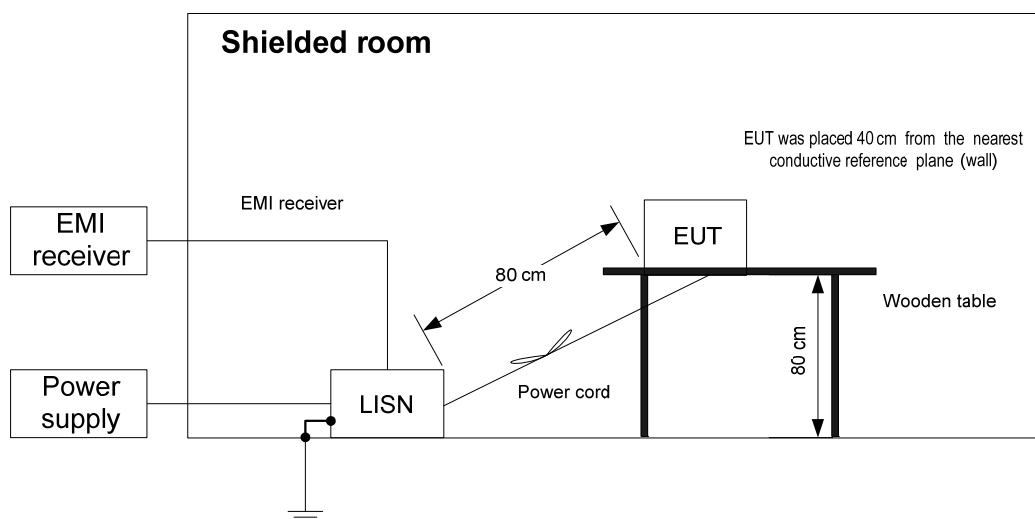 Shielded room
EUT was placed 40 cm from the nearest
conductive reference plane (wall)
EMI receiver
EMI
receiver
EUT
80 cm
Wooden table
80 cm
Power
supply
LISN
Power cord